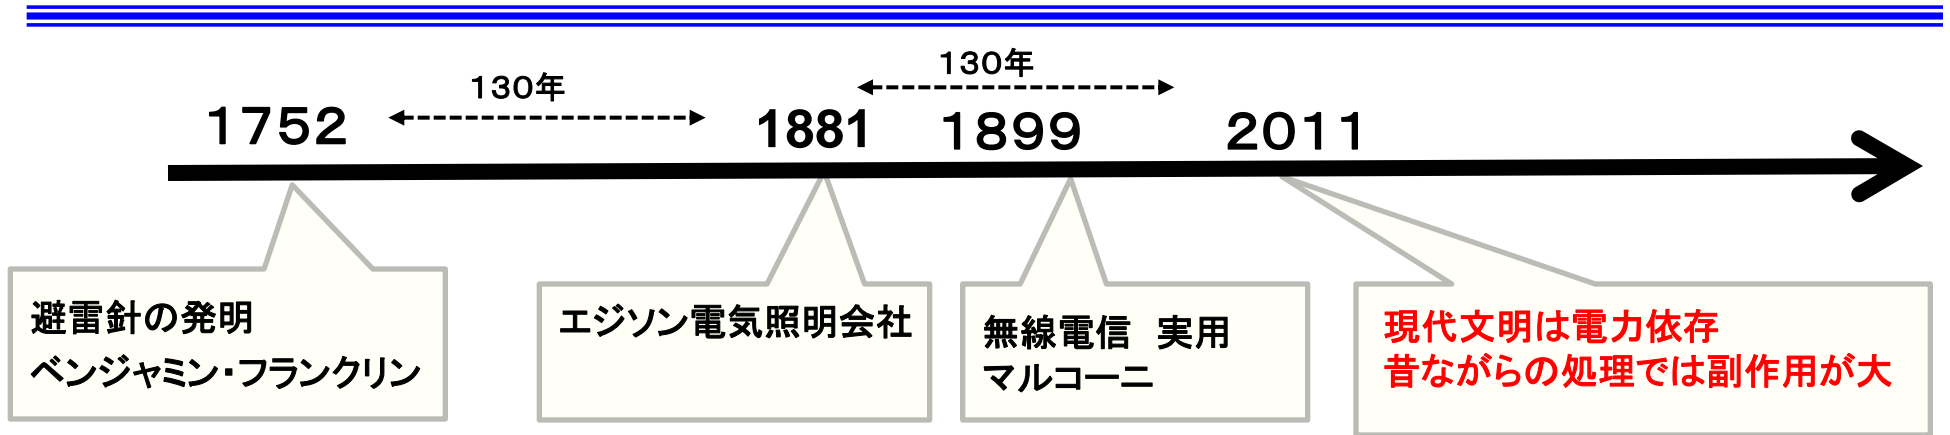 130年
130年
1752
1881
1899
2011
避雷針の発明
ベンジャミン・フランクリン
エジソン電気照明会社
無線電信　実用
マルコーニ
現代文明は電力依存
昔ながらの処理では副作用が大